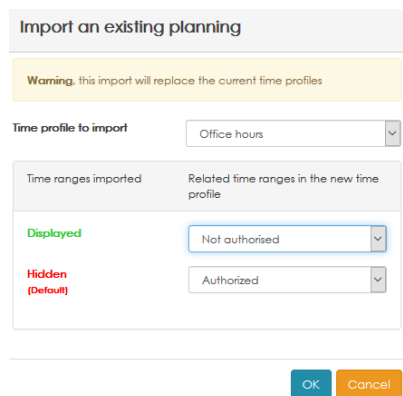 Import an existing planning
Warning, this import will replace the current time profiles
Time profile to import
Office hours
Time ranges imported
Related time ranges in the new time
profile
Displayed
Not authorised
Hidden
(Default)
Authorized
OK
Cancel